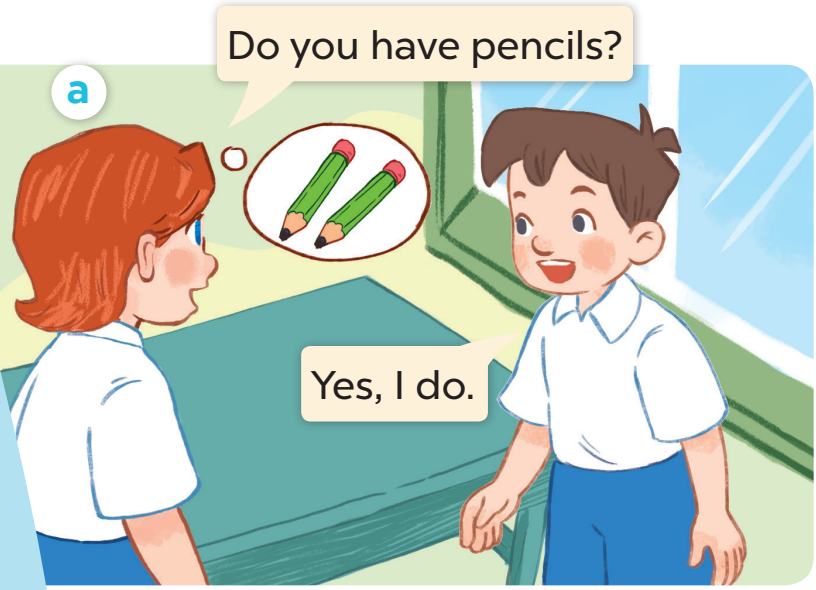 Do you have pencils?
a
Yes, I do.